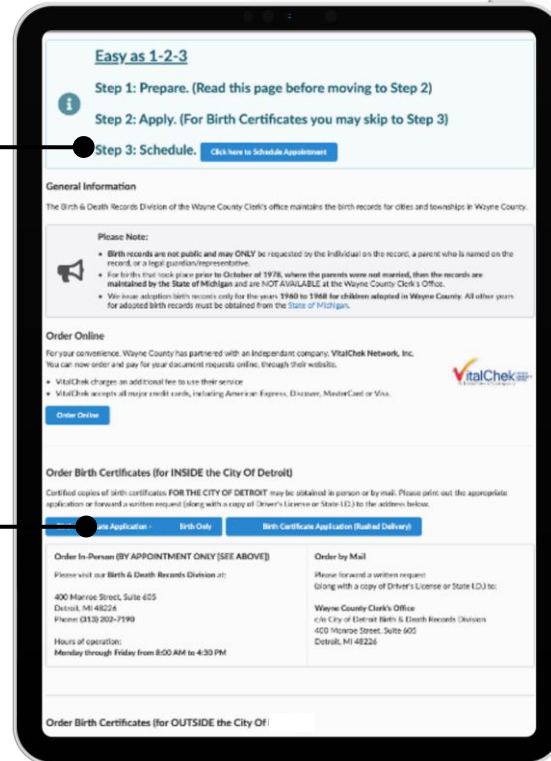 Easy as 1-2-3
Step 1: Prepare. (Read this page before moving to Step 2)
Step 2: Apply. (For Birth Certificates you may skip to Step 3)
Step 3: Schedule. Click here to Schedule Appointment
General Information
The Birth & Death Records Division of the Wayne County Clerk's office maintains the birth records for cities and townships in Wayne County.
Please Note:
• Birth records are not public and may ONLY be requested by the individual on the record, a parent who is named on the
record, or a legal guardian/representative.
• For births that took place prior to October of 1978, where the parents were not married, then the records are
maintained by the State of Michigan and are NOT AVAILABLE at the Wayne County Clerk's Office.
• We issue adoption birth records only for the years 1960 to 1968 for children adopted in Wayne County. All other years
for adopted birth records must be obtained from the State of Michigan.
Order Online
For your convenience, Wayne County has partnered with an independant company, VitalChek Network, Inc.
You can now order and pay for your document requests online, through their website.
VitalChek
• VitalChek charges an additional fee to use their service
• VitalChek accepts all major credit cards, including American Express, Discover, MasterCard or Visa.
Order Online
Order Birth Certificates (for INSIDE the City Of Detroit)
Certified copies of birth certificates FOR THE CITY OF DETROIT may be obtained in person or by mail. Please print out the appropriate
application or forward a written request (along with a copy of Driver's License or State I.D.) to the address below.
Application - Birth Only Birth Certificate Application (Rushed Delivery)
Order In-Person (BY APPOINTMENT ONLY [SEE ABOVE])
Please visit our Birth & Death Records Division at:
400 Monroe Street, Suite 605
Detroit, MI 48226
Phone: (313) 202-7190
Hours of operation:
Monday through Friday from 8:00 AM to 4:30 PM
Order by Mail
Please forward a written request
(along with a copy of Driver's License or State I.D.) to:
Wayne County Clerk's Office
c/o City of Detroit Birth & Death Records Division
400 Monroe Street, Suite 605
Detroit, MI 48226
Order Birth Certificates (for OUTSIDE the City Of